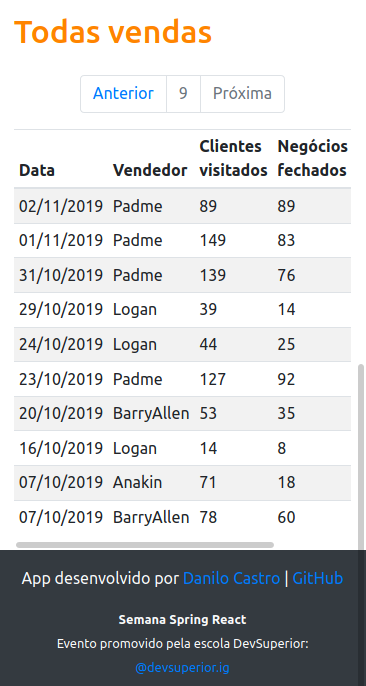 Todas vendas
Anterior 9 Próxima
Data Vendedor Clientes visitados Negócios fechados
02/11/2019 Padme 89 89
01/11/2019 Padme 149 83
31/10/2019 Padme 139 76
29/10/2019 Logan 39 14
24/10/2019 Logan 44 25
23/10/2019 Padme 127 92
20/10/2019 BarryAllen 53 35
16/10/2019 Logan 14 8
07/10/2019 Anakin 71 18
07/10/2019 BarryAllen 78 60
App desenvolvido por Danilo Castro | GitHub
Semana Spring React
Evento promovido pela escola DevSuperior:
@devsuperior.ig